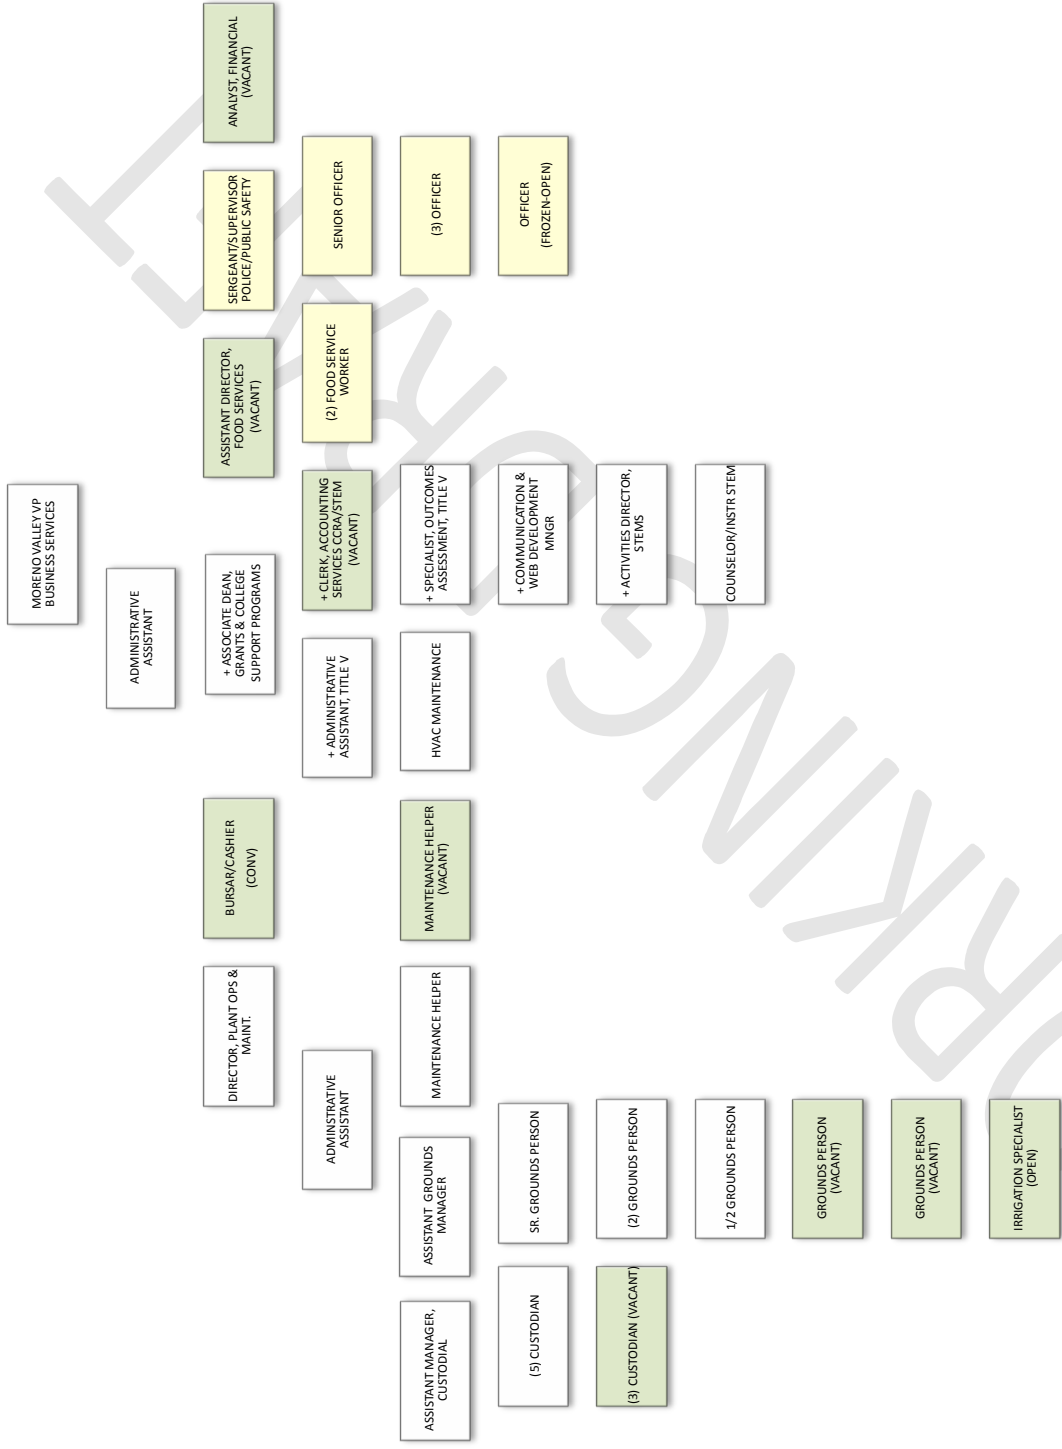 MORENO VALLEY VP
BUSINESS SERVICES
ADMINISTRATIVE
ASSISTANT
DIRECTOR, PLANT OPS &
MAINT.
BURSAR/CASHIER
(CONV)
+ ASSOCIATE DEAN,
GRANTS & COLLEGE
SUPPORT PROGRAMS
ASSISTANT DIRECTOR,
FOOD SERVICES
(VACANT)
SERGEANT/SUPERVISOR
POLICE/PUBLIC SAFETY
ANALYST, FINANCIAL
(VACANT)
ADMINSTRATIVE
ASSISTANT
+ ADMINISTRATIVE
ASSISTANT, TITLE V
+ CLERK, ACCOUNTING
SERVICES CCRA/STEM
(VACANT)
(2) FOOD SERVICE
WORKER
SENIOR OFFICER
ASSISTANT MANAGER,
CUSTODIAL
ASSISTANT GROUNDS
MANAGER
MAINTENANCE HELPER
MAINTENANCE HELPER
(VACANT)
HVAC MAINTENANCE
+ SPECIALIST, OUTCOMES
ASSESSMENT, TITLE V
(3) OFFICER
(5) CUSTODIAN
SR. GROUNDS PERSON
+ COMMUNICATION &
WEB DEVELOPMENT
MNGR
OFFICER
(FROZEN-OPEN)
(3) CUSTODIAN (VACANT)
(2) GROUNDS PERSON
+ ACTIVITIES DIRECTOR,
STEMS
1/2 GROUNDS PERSON
COUNSELOR/INSTR STEM
GROUNDS PERSON
(VACANT)
GROUNDS PERSON
(VACANT)
IRRIGATION SPECIALIST
(OPEN)